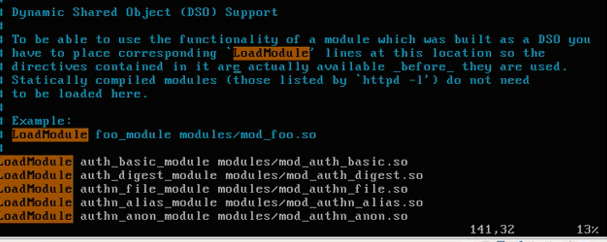 # Dynamic Shared Object (DSO) Support
#
# To be able to use the functionality of a module which was built as a DSO you
# have to place corresponding `LoadModule' lines at this location so the
# directives contained in it are actually available _before_ they are used.
# Statically compiled modules (those listed by `httpd -l') do not need
# to be loaded here.
#
# Example:
# LoadModule foo_module modules/mod_foo.so
#
LoadModule auth_basic_module modules/mod_auth_basic.so
LoadModule auth_digest_module modules/mod_auth_digest.so
LoadModule authn_file_module modules/mod_authn_file.so
LoadModule authn_alias_module modules/mod_authn_alias.so
LoadModule authn_anon_module modules/mod_authn_anon.so
141,32 13%